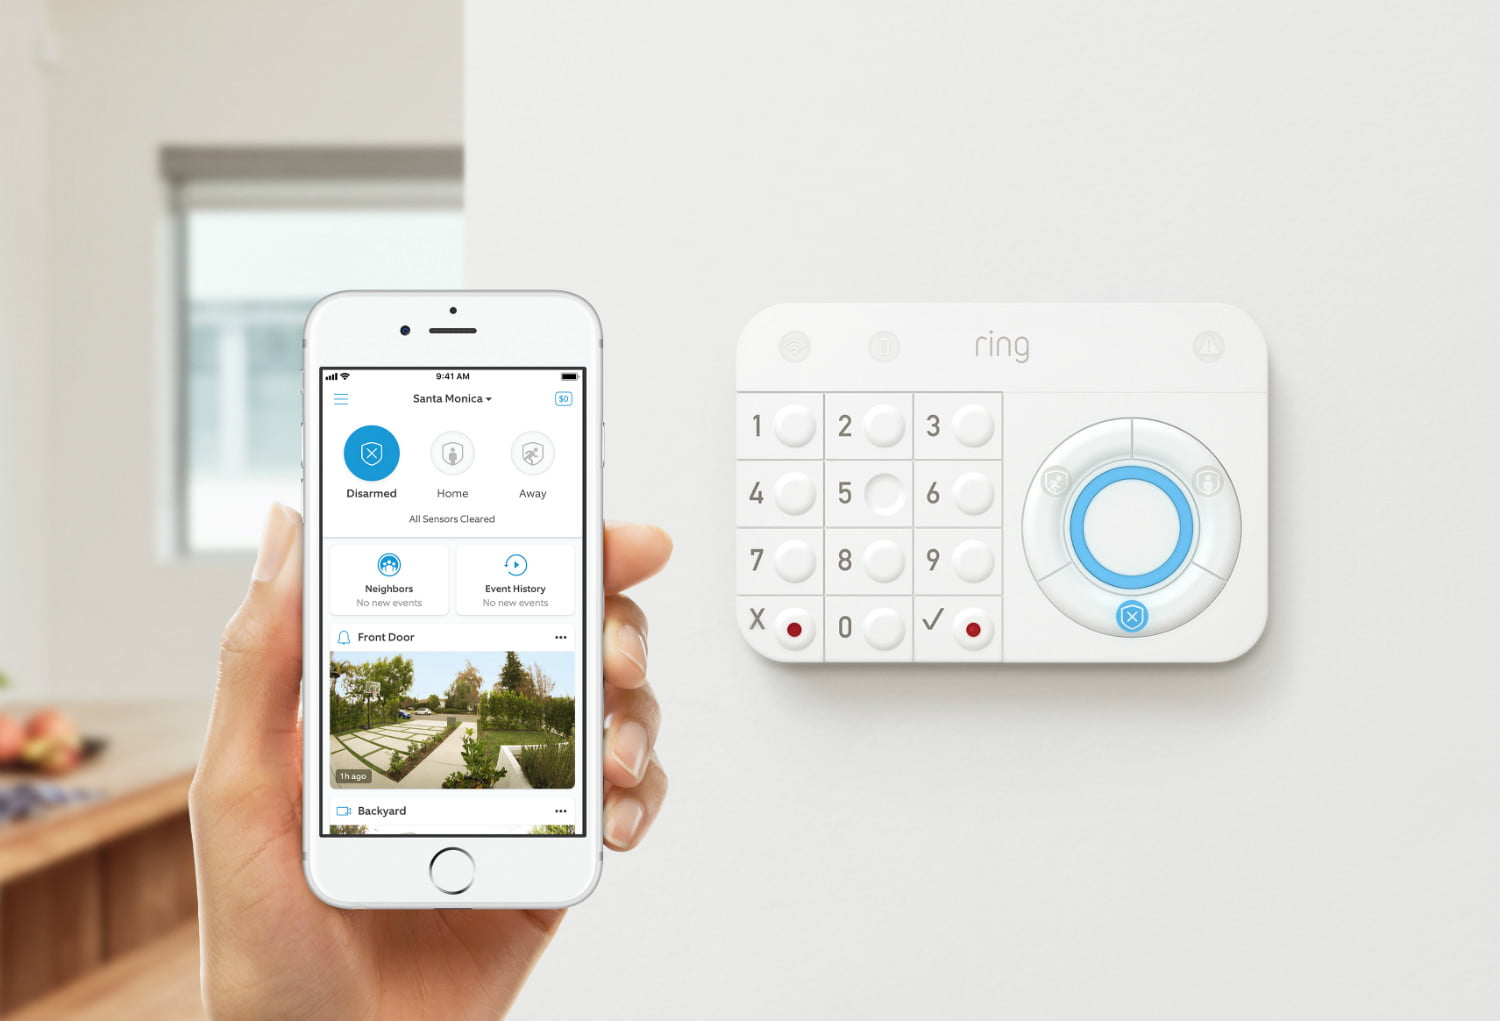 9:41 AM
Santa Monica
$0
Disarmed
Home
Away
All Sensors Cleared
Neighbors
No new events
Event History
No new events
Front Door
1h ago
Backyard
ring
1 2 3
4 5 6
7 8 9
X 0 ✓